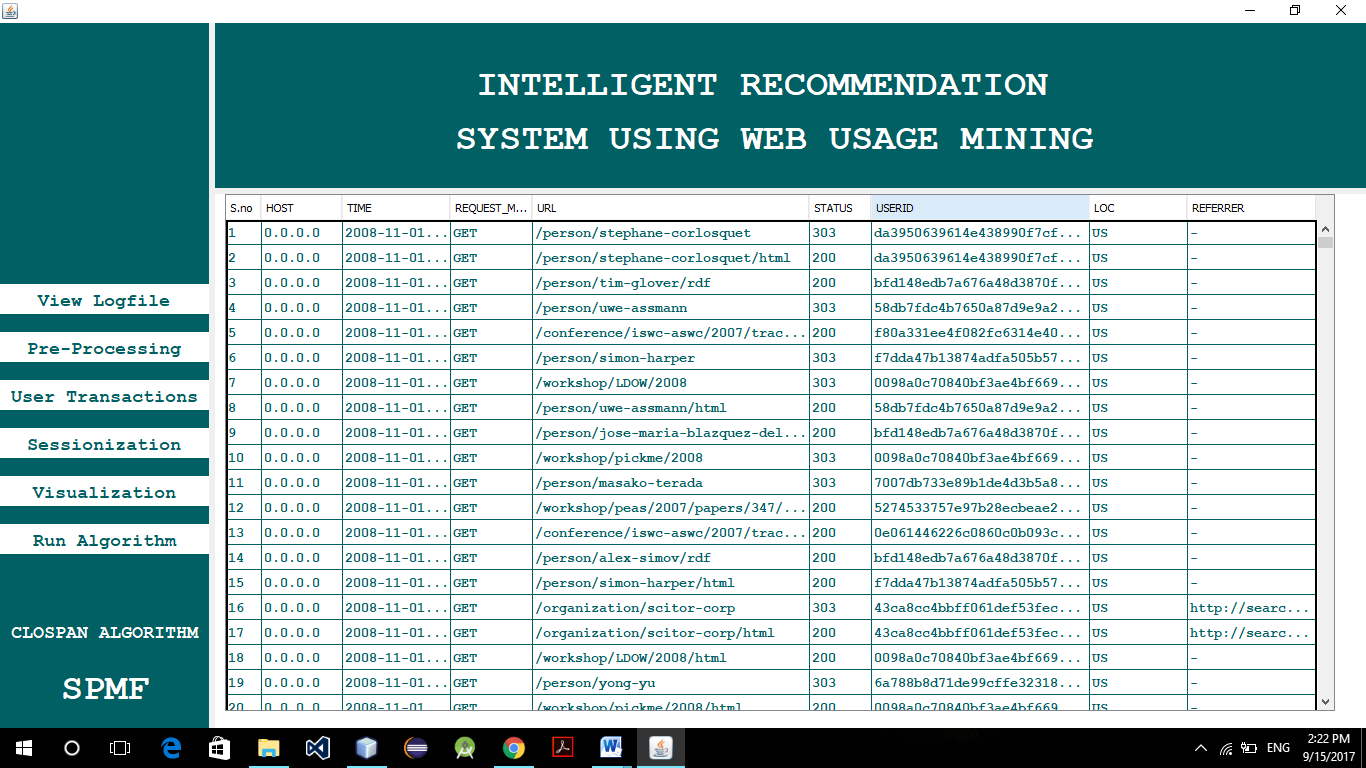 INTELLIGENT RECOMMENDATION
SYSTEM USING WEB USAGE MINING
View Logfile
Pre-Processing
User Transactions
Sessionization
Visualization
Run Algorithm
CLOSPAN ALGORITHM
SPMF
S.no HOST TIME REQUEST_M... URL STATUS USERID LOC REFERRER
1 0.0.0.0 2008-11-01... GET /person/stephane-corlosquet 303 da3950639614e438990f7cf... US -
2 0.0.0.0 2008-11-01... GET /person/stephane-corlosquet/html 200 da3950639614e438990f7cf... US -
3 0.0.0.0 2008-11-01... GET /person/tim-glover/rdf 200 bfd148edb7a676a48d3870f... US -
4 0.0.0.0 2008-11-01... GET /person/uwe-assmann 303 58db7fdc4b7650a87d9e9a2... US -
5 0.0.0.0 2008-11-01... GET /conference/iswc-aswc/2007/trac... 200 f80a331ee4f082fc6314e40... US -
6 0.0.0.0 2008-11-01... GET /person/simon-harper 303 f7dda47b13874adfa505b57... US -
7 0.0.0.0 2008-11-01... GET /workshop/LDOW/2008 303 0098a0c70840bf3ae4bf669... US -
8 0.0.0.0 2008-11-01... GET /person/uwe-assmann/html 200 58db7fdc4b7650a87d9e9a2... US -
9 0.0.0.0 2008-11-01... GET /person/jose-maria-blazquez-del... 200 bfd148edb7a676a48d3870f... US -
10 0.0.0.0 2008-11-01... GET /workshop/pickme/2008 303 0098a0c70840bf3ae4bf669... US -
11 0.0.0.0 2008-11-01... GET /person/masako-terada 303 7007db733e89b1de4d3b5a8... US -
12 0.0.0.0 2008-11-01... GET /workshop/peas/2007/papers/347/... 200 5274533757e97b28ecbeae2... US -
13 0.0.0.0 2008-11-01... GET /conference/iswc-aswc/2007/trac... 200 0e061446226c0860c0b093c... US -
14 0.0.0.0 2008-11-01... GET /person/alex-simov/rdf 200 bfd148edb7a676a48d3870f... US -
15 0.0.0.0 2008-11-01... GET /person/simon-harper/html 200 f7dda47b13874adfa505b57... US -
16 0.0.0.0 2008-11-01... GET /organization/scitor-corp 303 43ca8cc4bbff061def53fec... US http://searc...
17 0.0.0.0 2008-11-01... GET /organization/scitor-corp/html 200 43ca8cc4bbff061def53fec... US http://searc...
18 0.0.0.0 2008-11-01... GET /workshop/LDOW/2008/html 200 0098a0c70840bf3ae4bf669... US -
19 0.0.0.0 2008-11-01... GET /person/yong-yu 303 6a788b8d71de99cffe32318... US -
20 0.0.0.0 2008-11-01 GET /workshop/pickme/2008/html 200 0098a0c70840bf3ae4bf669 US -
ENG
2:22 PM
9/15/2017